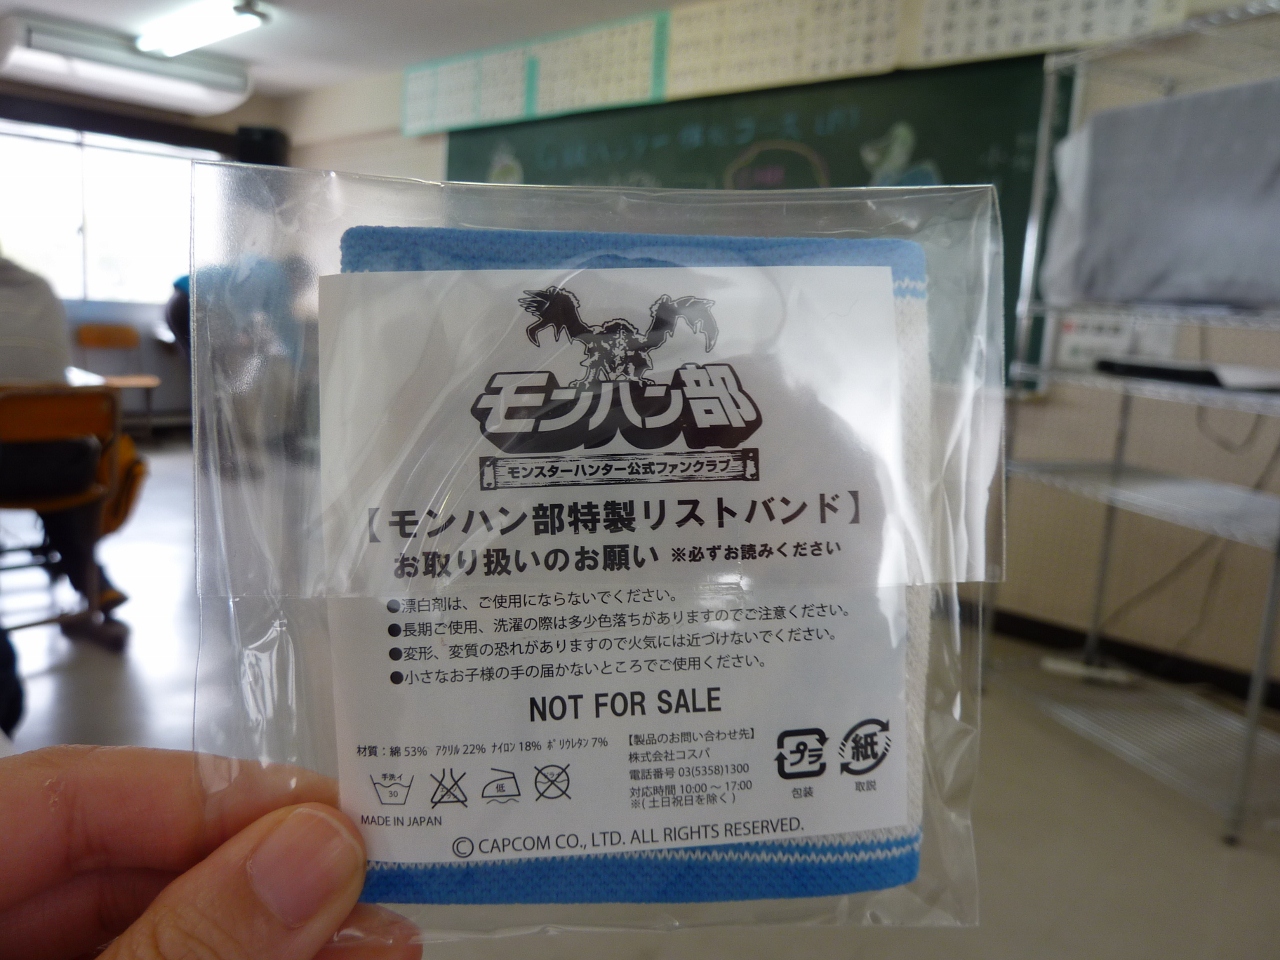 モンハン部
モンスターハンター公式ファンクラブ
【モンハン部特製リストバンド】
お取り扱いのお願い ※必ずお読みください
●漂白剤は、ご使用にならないでください。
●長期ご使用、洗濯の際は多少色落ちがありますのでご注意ください。
●変形、変質の恐れがありますので火気には近づけないでください。
●小さなお子様の手の届かないところでご使用ください。
NOT FOR SALE
材質：綿 53% アクリル 22% ナイロン 18% ポリウレタン 7%
手洗イ
30
低
MADE IN JAPAN
【製品のお問い合わせ先】
株式会社コスパ
電話番号 03(5358)1300
対応時間 10:00 ～ 17:00
※( 土日祝日を除く )
プラ
包装
紙
取説
© CAPCOM CO., LTD. ALL RIGHTS RESERVED.